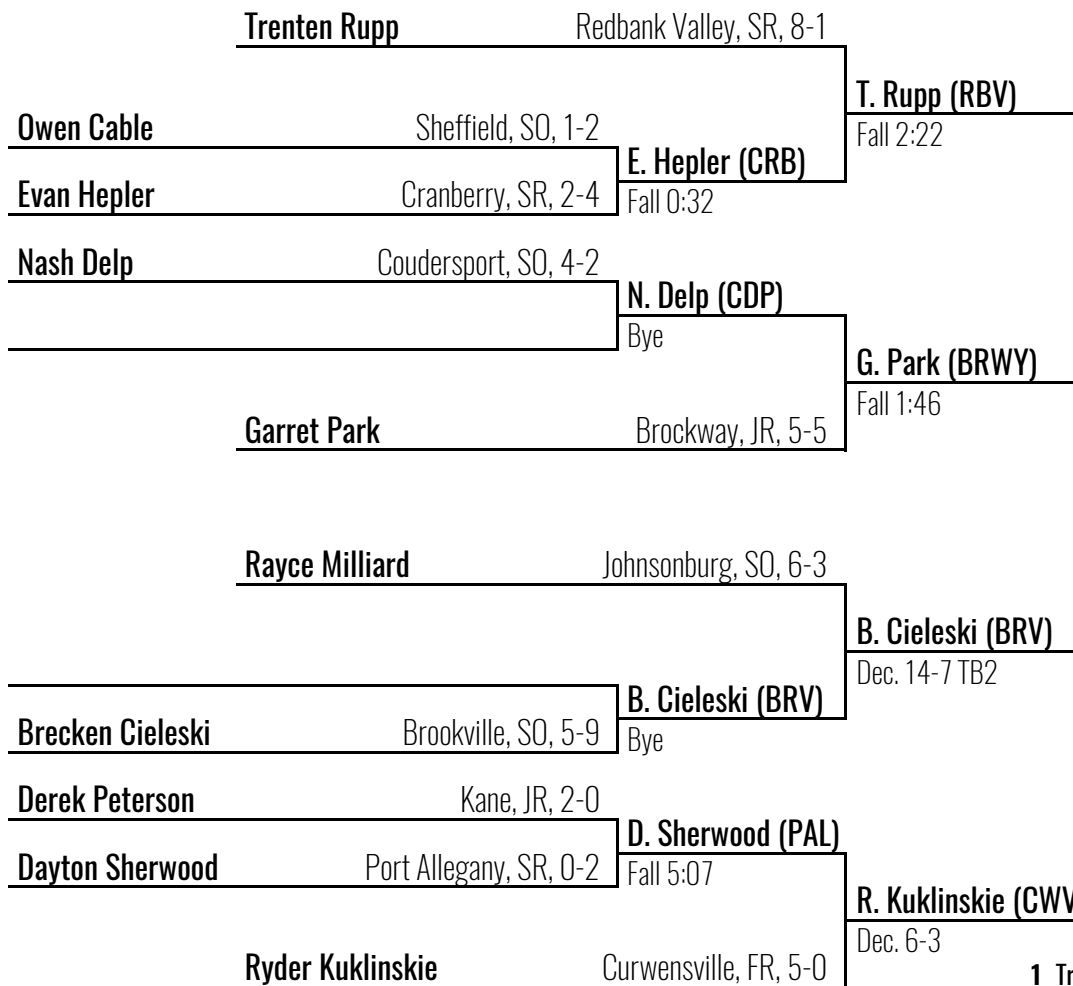 Trenten Rupp Redbank Valley, SR, 8-1
T. Rupp (RBV)
Fall 2:22
Owen Cable Sheffield, SO, 1-2
E. Hepler (CRB)
Fall 0:32
Evan Hepler Cranberry, SR, 2-4
Nash Delp Coudersport, SO, 4-2
N. Delp (CDP)
Bye
G. Park (BRWY)
Fall 1:46
Garret Park Brockway, JR, 5-5
Rayce Milliard Johnsonburg, SO, 6-3
B. Cieleski (BRV)
Dec. 14-7 TB2
B. Cieleski (BRV)
Bye
Brecken Cieleski Brookville, SO, 5-9
Derek Peterson Kane, JR, 2-0
D. Sherwood (PAL)
Fall 5:07
Dayton Sherwood Port Allegany, SR, 0-2
R. Kuklinskie (CWV
Dec. 6-3
Ryder Kuklinskie Curwensville, FR, 5-0
1 Tr